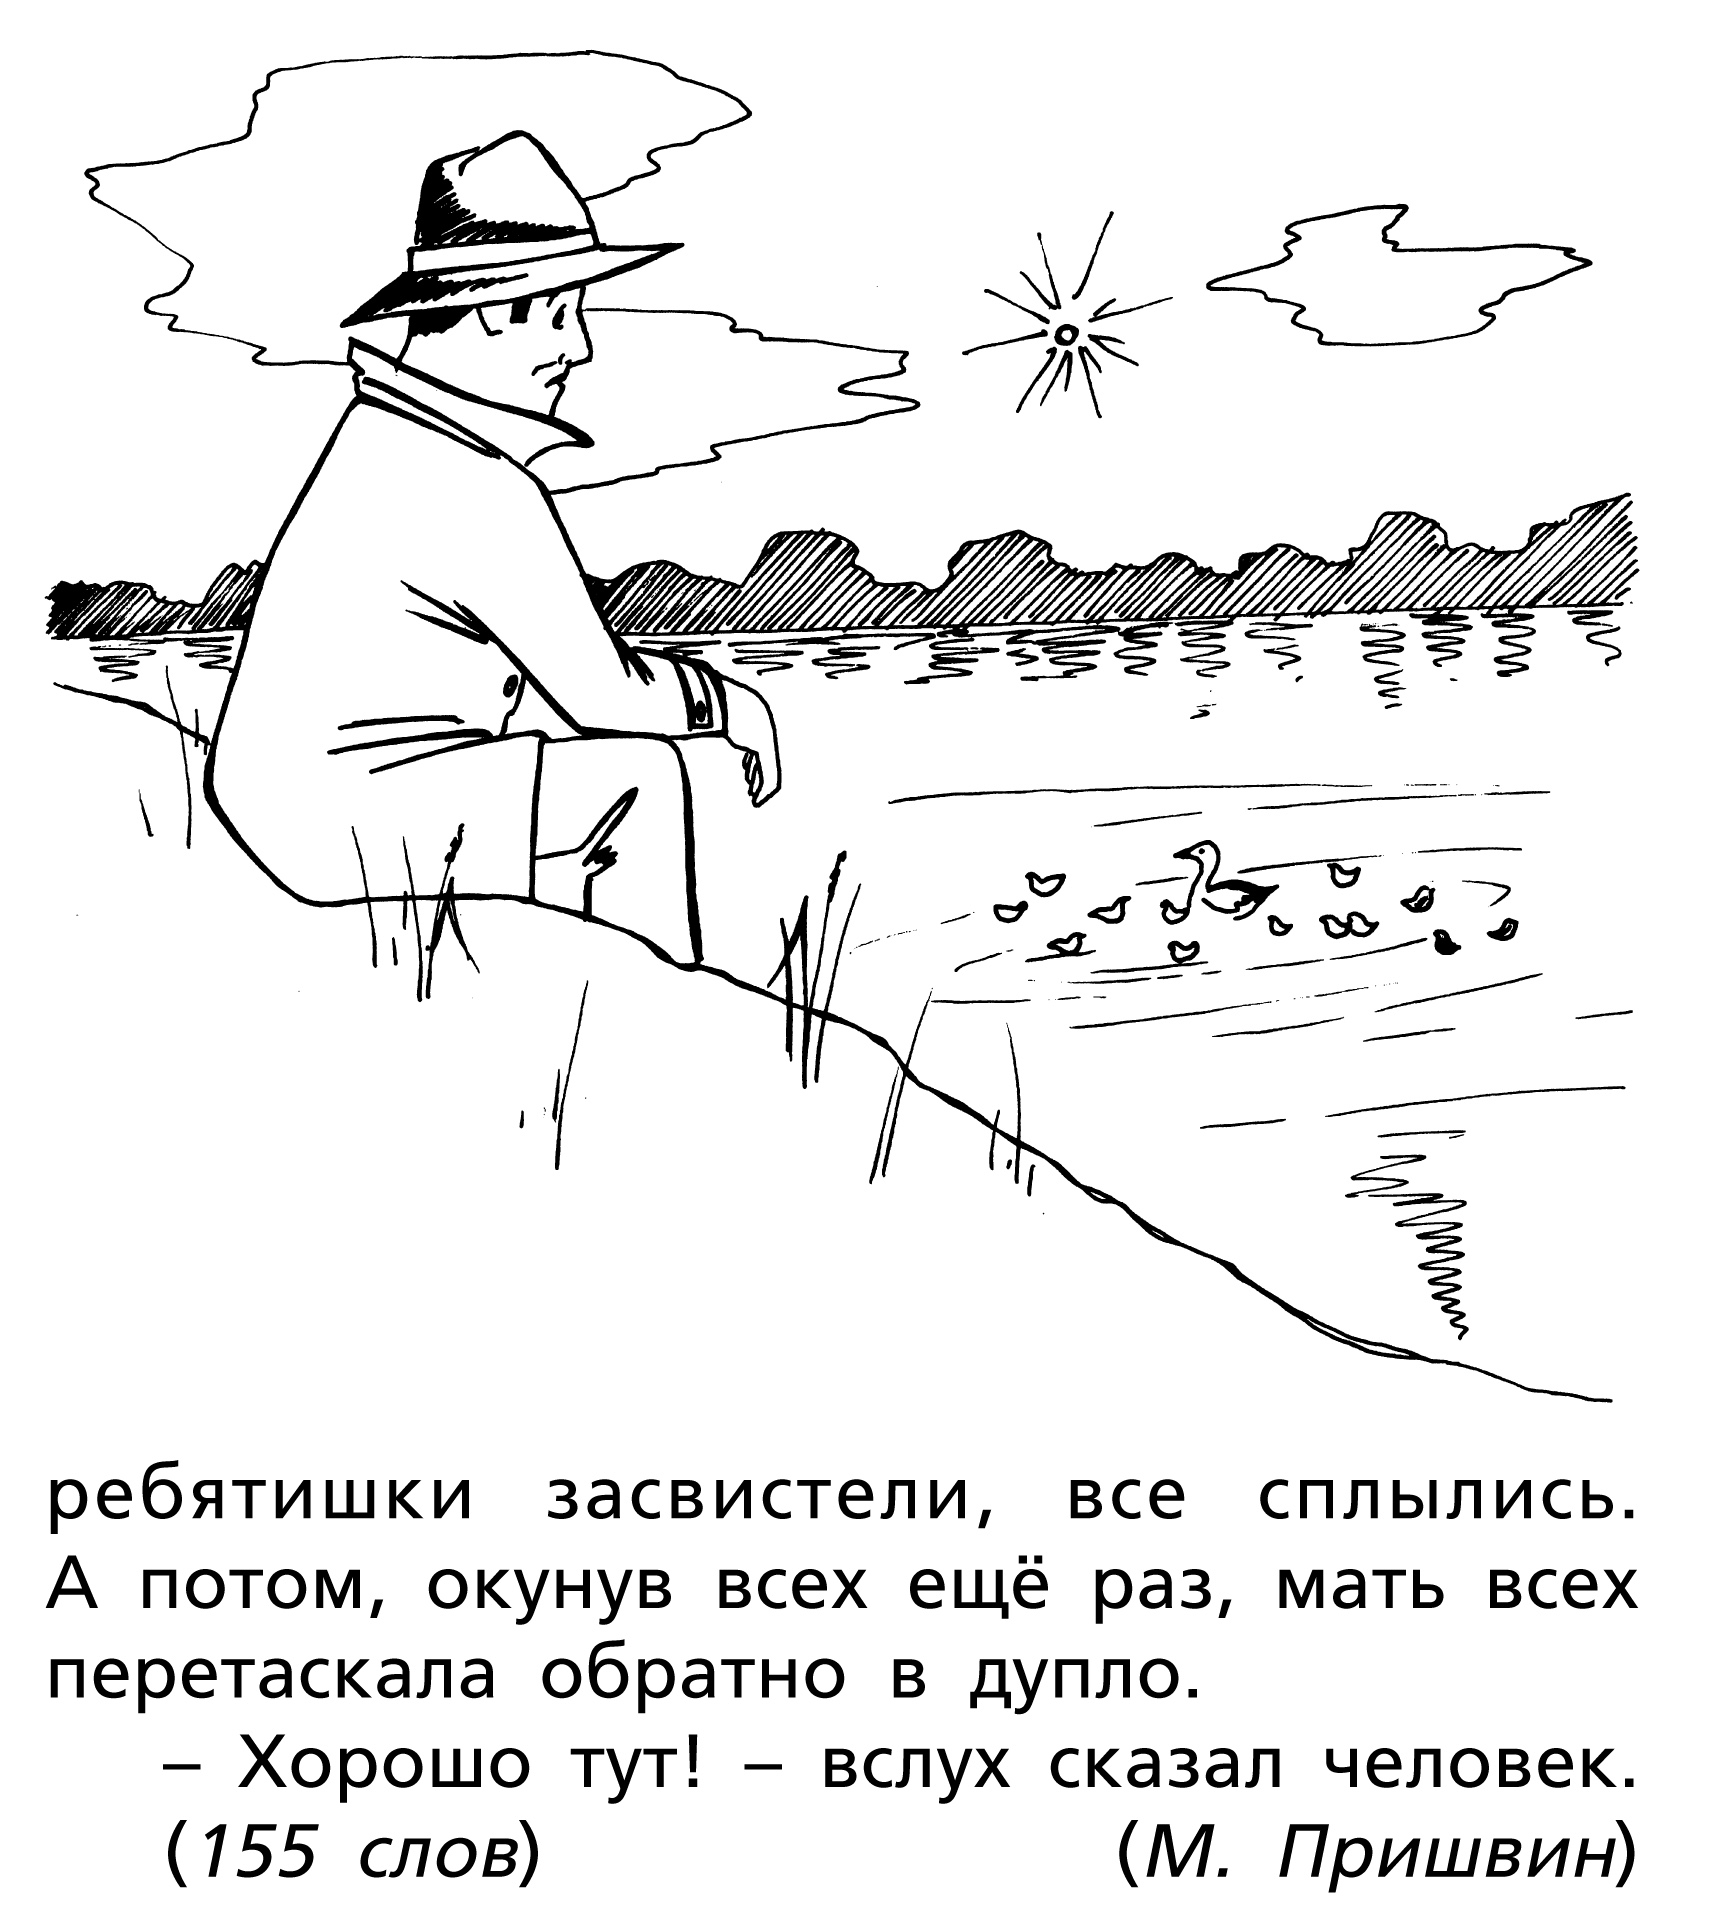 ребятишки засвистели, все сплылись.
А потом, окунув всех ещё раз, мать всех
перетаскала обратно в дупло.
– Хорошо тут! – вслух сказал человек.
(155 слов) (М. Пришвин)